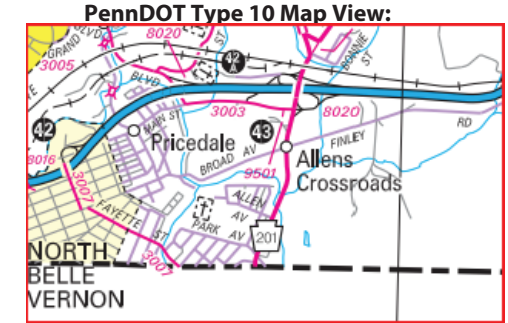 PennDOT Type 10 Map View:
8020
BLVD
GRAND
3005
ST
42
A
BONNIE
ST
BLVD
3003
8020
42
MAIN ST
43
RD
Pricedale
FINLEY
BROAD AV
8016
9501
Allens
Crossroads
3007
ALLEN
AV
FAYETTE
ST
PARK AV
201
3007
NORTH
BELLE
VERNON